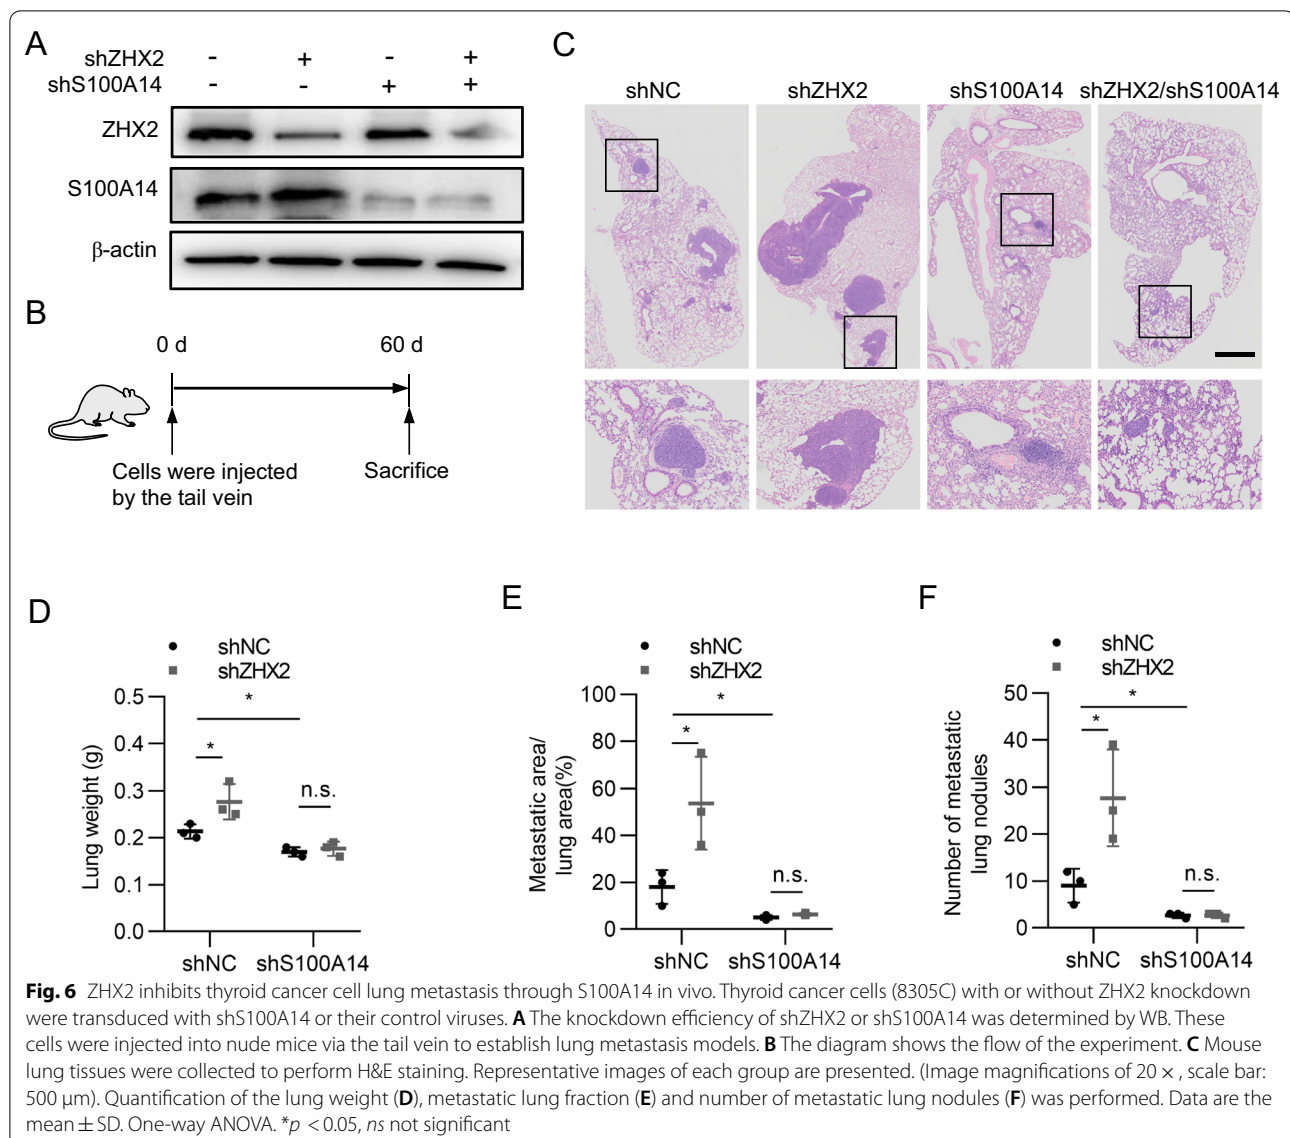 A
shZHX2 - + - +
shS100A14 - - + +
ZHX2
S100A14
β-actin
B
0 d 60 d
Cells were injected
by the tail vein
Sacrifice
C
shNC shZHX2 shS100A14 shZHX2/shS100A14
D
shNC
shZHX2
Lung weight (g)
0.5
0.4
0.3
0.2
0.1
0.0
*
*
n.s.
shNC shS100A14
E
shNC
shZHX2
Metastatic area/
lung area(%)
100
80
60
40
20
0
*
*
n.s.
shNC shS100A14
F
shNC
shZHX2
Number of metastatic
lung nodules
50
40
30
20
10
0
*
*
n.s.
shNC shS100A14
Fig. 6 ZHX2 inhibits thyroid cancer cell lung metastasis through S100A14 in vivo. Thyroid cancer cells (8305C) with or without ZHX2 knockdown
were transduced with shS100A14 or their control viruses. A The knockdown efficiency of shZHX2 or shS100A14 was determined by WB. These
cells were injected into nude mice via the tail vein to establish lung metastasis models. B The diagram shows the flow of the experiment. C Mouse
lung tissues were collected to perform H&E staining. Representative images of each group are presented. (Image magnifications of 20 ×, scale bar:
500 μm). Quantification of the lung weight (D), metastatic lung fraction (E) and number of metastatic lung nodules (F) was performed. Data are the
mean ± SD. One-way ANOVA. *p < 0.05, ns not significant